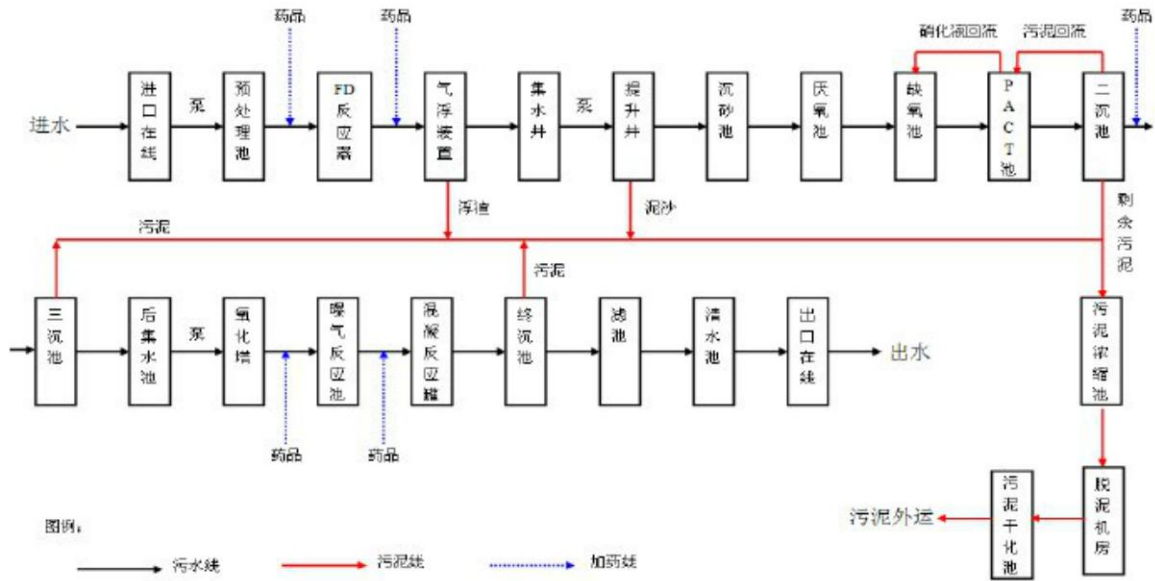 药品
药品
硝化液回流
污泥回流
药品
进水
进口在线
泵
预处理池
FD反应器
气浮装置
集水井
泵
提升井
沉砂池
厌氧池
缺氧池
PACT池
二沉池
浮渣
泥沙
剩余污泥
污泥
污泥
三沉池
后集水池
泵
氧化塔
曝气反应池
混凝反应罐
终沉池
滤池
清水池
出口在线
出水
污泥浓缩池
药品
药品
污泥外运
污泥干化池
脱泥机房
图例：
污水线
污泥线
加药线